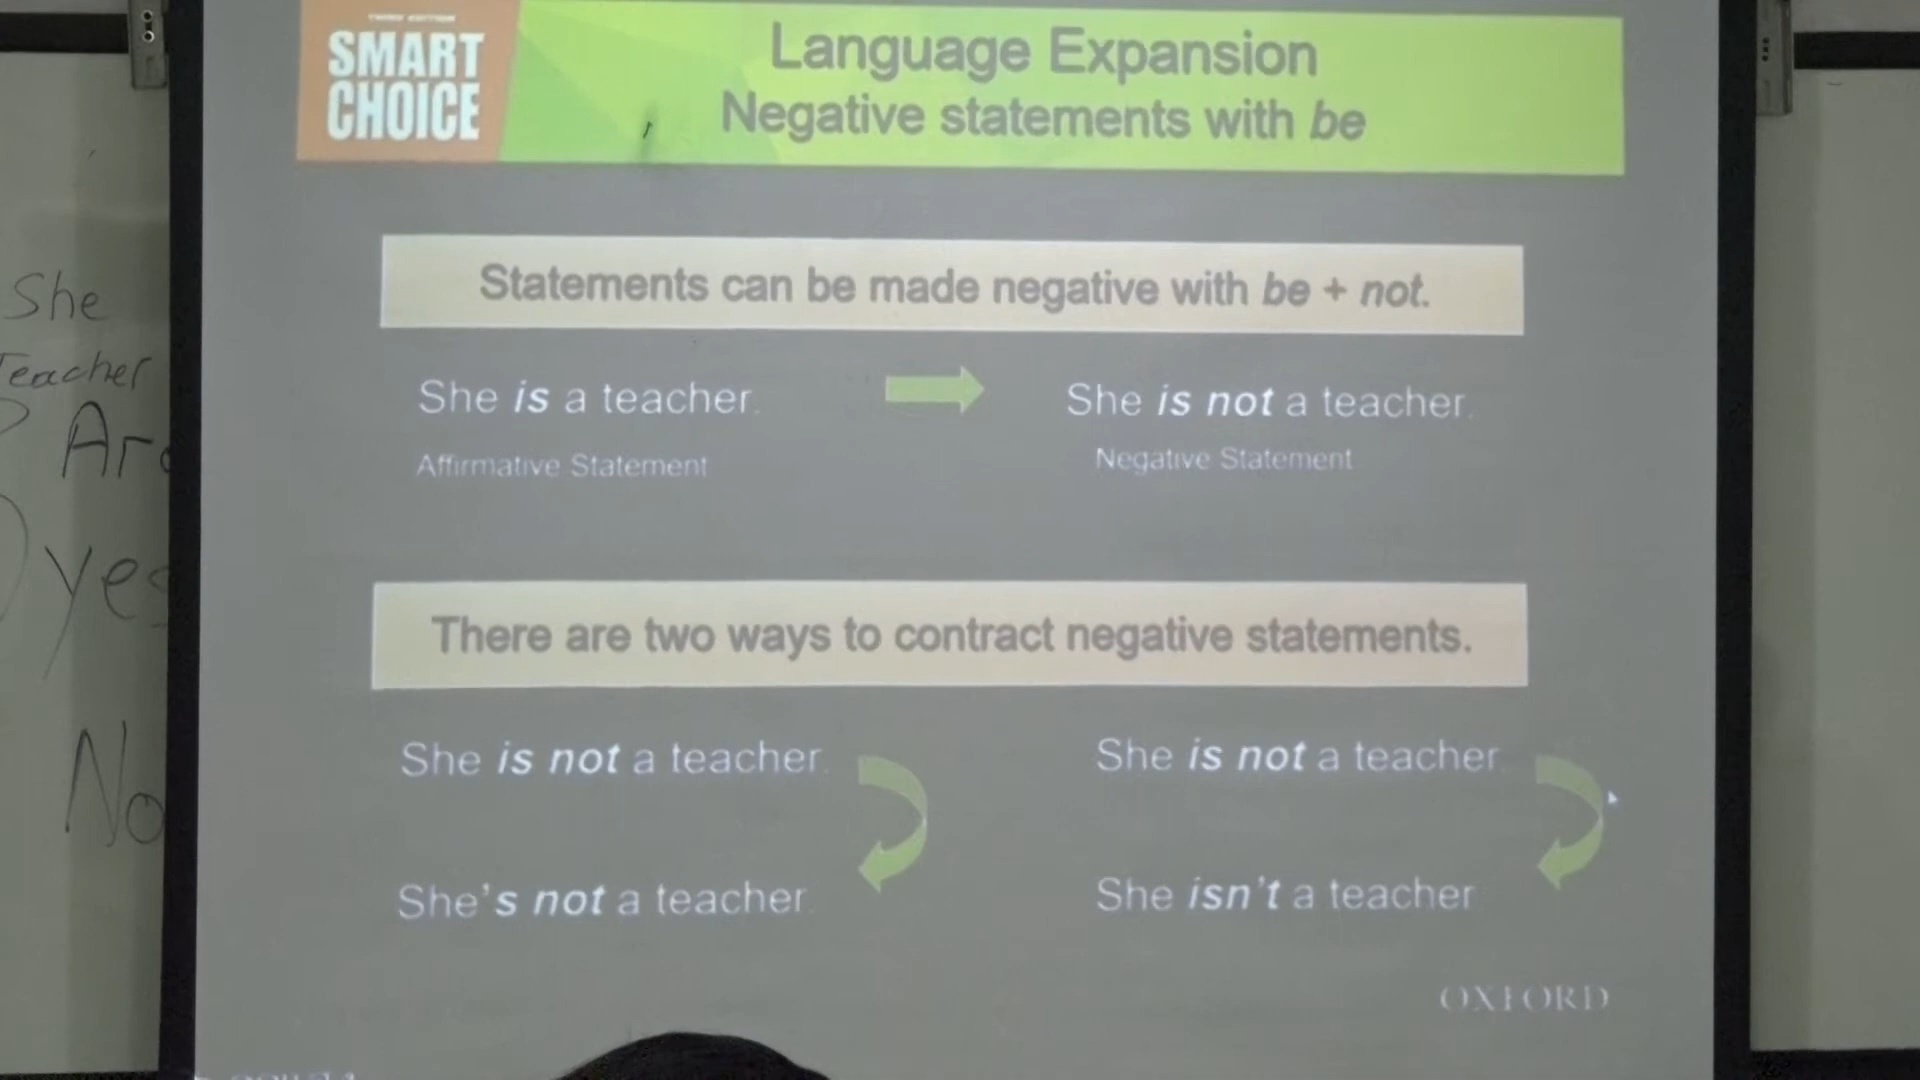 THIRD EDITION
SMART
CHOICE
Language Expansion
Negative statements with be
Statements can be made negative with be + not.
She is a teacher.
She is not a teacher.
Affirmative Statement
Negative Statement
There are two ways to contract negative statements.
She is not a teacher.
She is not a teacher
She's not a teacher.
She isn't a teacher
OXFORD
She
Teacher
yes
No